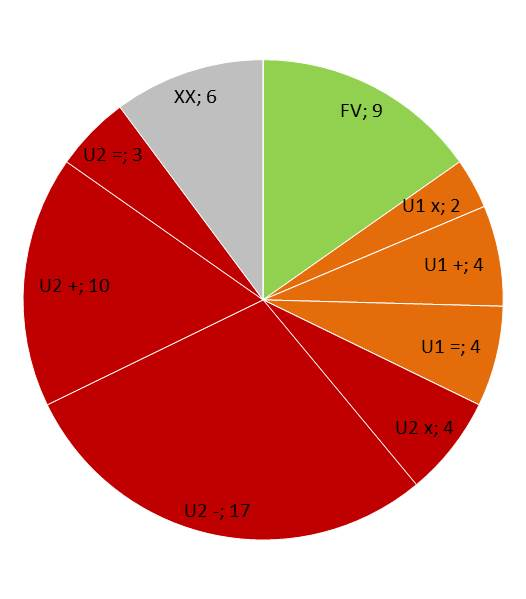 XX; 6
FV; 9
U2 =; 3
U1 x; 2
U1 +; 4
U2 +; 10
U1 =; 4
U2 x; 4
U2 -; 17